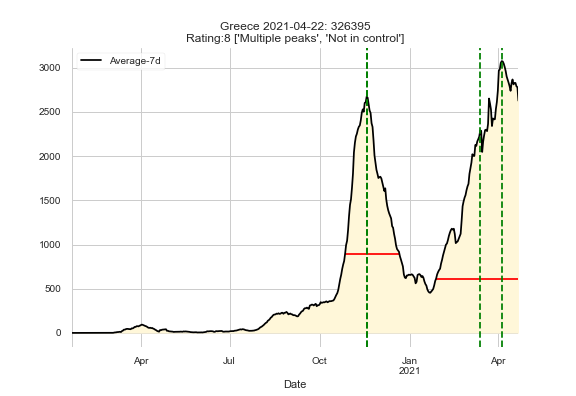 Greece 2021-04-22: 326395
Rating:8 ['Multiple peaks', 'Not in control']
Average-7d
3000
2500
2000
1500
1000
500
0
Apr
Jul
Oct
Jan
2021
Apr
Date